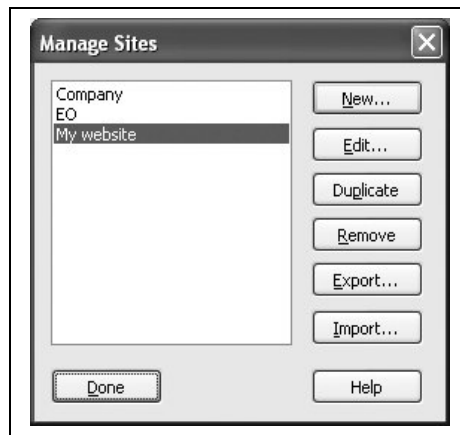 Manage Sites
Company
EO
My website
New...
Edit...
Duplicate
Remove
Export...
Import...
Done
Help